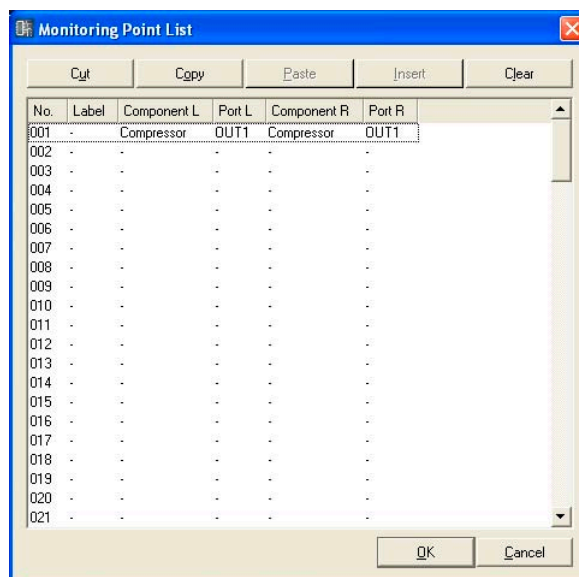 Monitoring Point List
Cut Copy Paste Insert Clear
No. Label Component L Port L Component R Port R
001 - Compressor OUT1 Compressor OUT1
002 - - - - -
003 - - - - -
004 - - - - -
005 - - - - -
006 - - - - -
007 - - - - -
008 - - - - -
009 - - - - -
010 - - - - -
011 - - - - -
012 - - - - -
013 - - - - -
014 - - - - -
015 - - - - -
016 - - - - -
017 - - - - -
018 - - - - -
019 - - - - -
020 - - - - -
021 - - - - -
OK Cancel